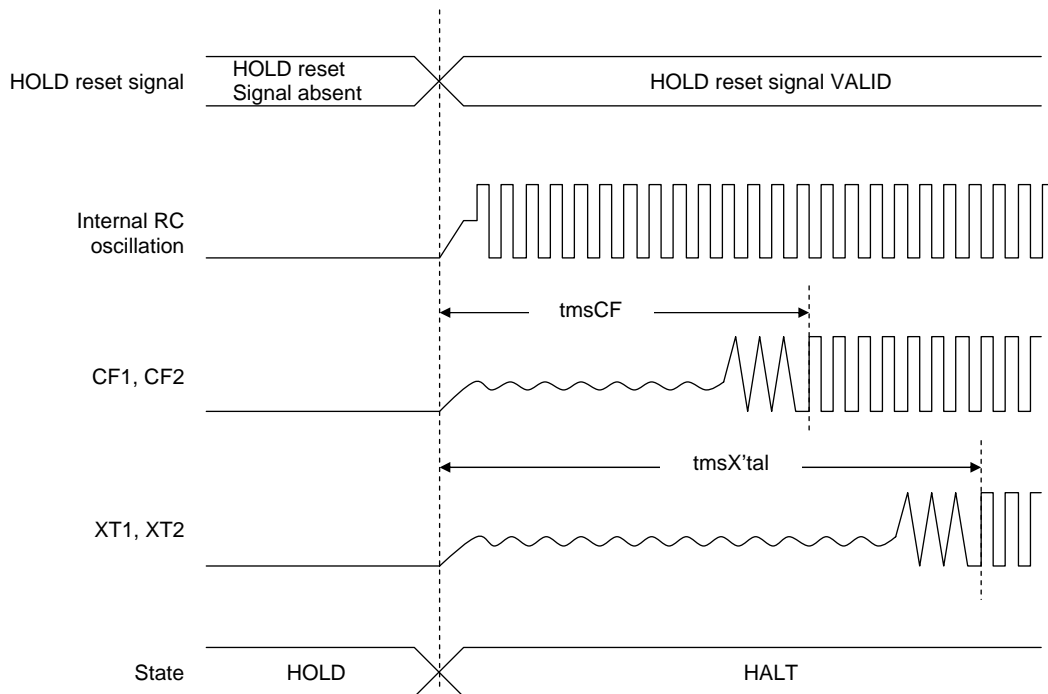 HOLD reset signal
HOLD reset
Signal absent
HOLD reset signal VALID
Internal RC
oscillation
tmsCF
CF1, CF2
tmsX'tal
XT1, XT2
State
HOLD
HALT